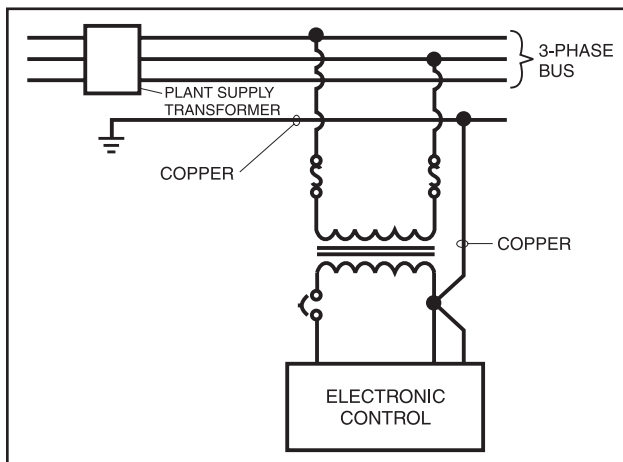 3-PHASE
BUS
PLANT SUPPLY
TRANSFORMER
COPPER
COPPER
ELECTRONIC
CONTROL